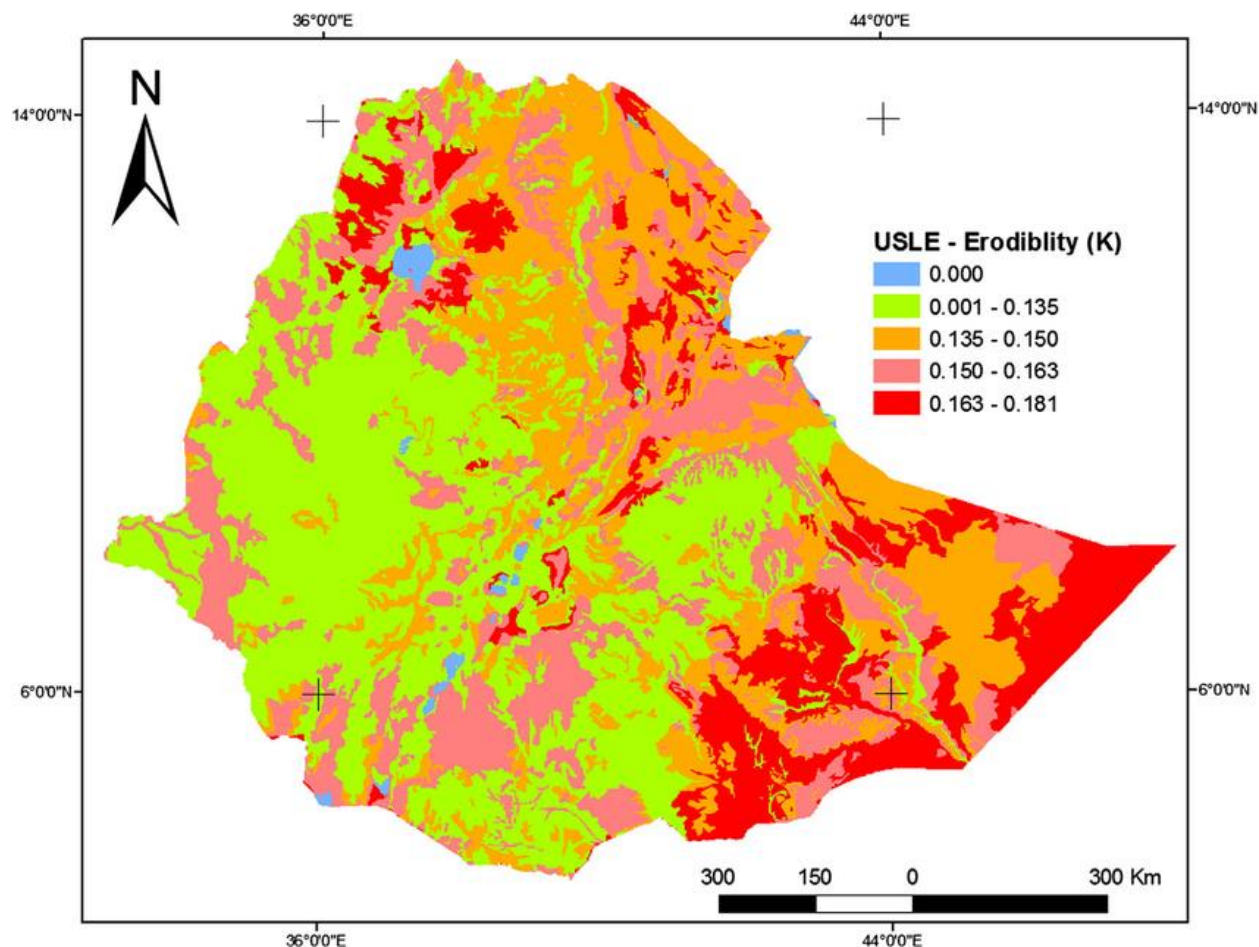 36°0'0"E 44°0'0"E
N
14°0'0"N 14°0'0"N
USLE - Erodiblity (K)
0.000
0.001 - 0.135
0.135 - 0.150
0.150 - 0.163
0.163 - 0.181
6°0'0"N 6°0'0"N
300 150 0 300 Km
36°0'0"E 44°0'0"E